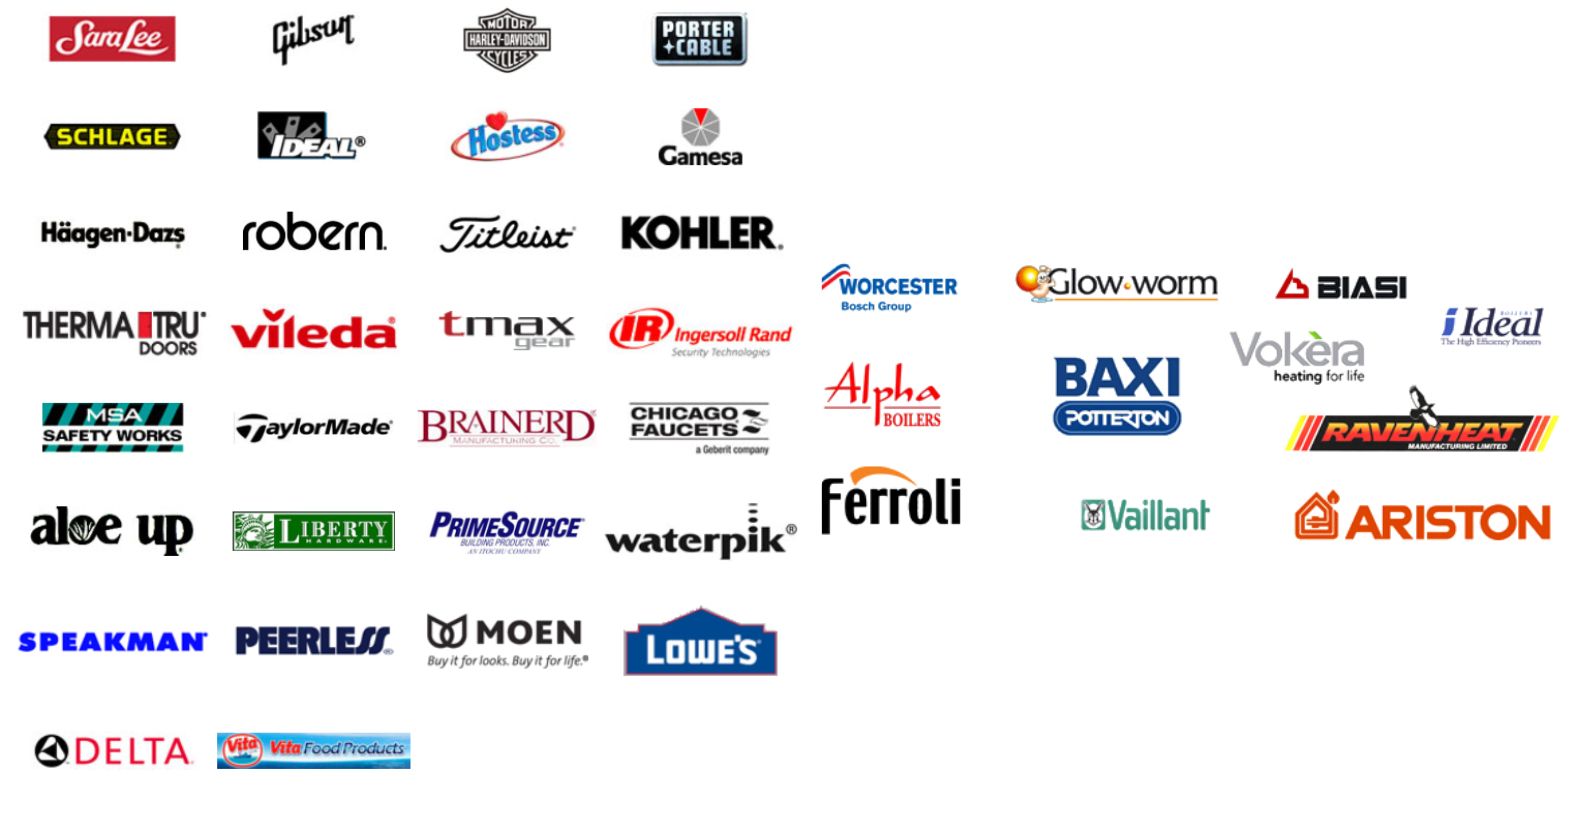 Sara Lee
Gibson
MOTOR
HARLEY-DAVIDSON
CYCLES
PORTER
CABLE
SCHLAGE
IDEAL®
Hostess
Gamesa
Häagen-Dazs
robern
Titleist
KOHLER
THERMA TRU
DOORS
vileda®
tmax
gear
IR Ingersoll Rand
Security Technologies
MSA
SAFETY WORKS
TaylorMade
BRAINERD
MANUFACTURING CO.
CHICAGO
FAUCETS
a Geberit company
aloe up
LIBERTY
HARDWARE
PRIMESOURCE
BUILDING PRODUCTS, INC.
AN ITOCHU COMPANY
waterpik®
SPEAKMAN
PEERLESS
MOEN
Buy it for looks. Buy it for life.®
LOWE'S
DELTA
Vita Vita Food Products
WORCESTER
Bosch Group
Glow-worm
BIASI
BOILERS
Ideal
The High Efficiency Pioneers
Vokèra
heating for life
Alpha
BOILERS
BAXI
POTTERTON
RAVENHEAT
MANUFACTURING LIMITED
Ferroli
Vaillant
ARISTON